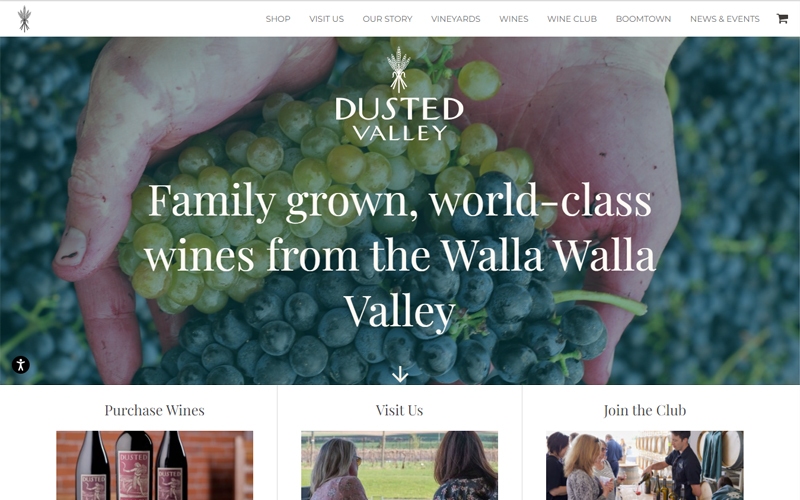 SHOP VISIT US OUR STORY VINEYARDS WINES WINE CLUB BOOMTOWN NEWS & EVENTS
DUSTED
VALLEY
Family grown, world-class
wines from the Walla Walla
Valley
Purchase Wines Visit Us Join the Club
DUSTED DUSTED DUSTED